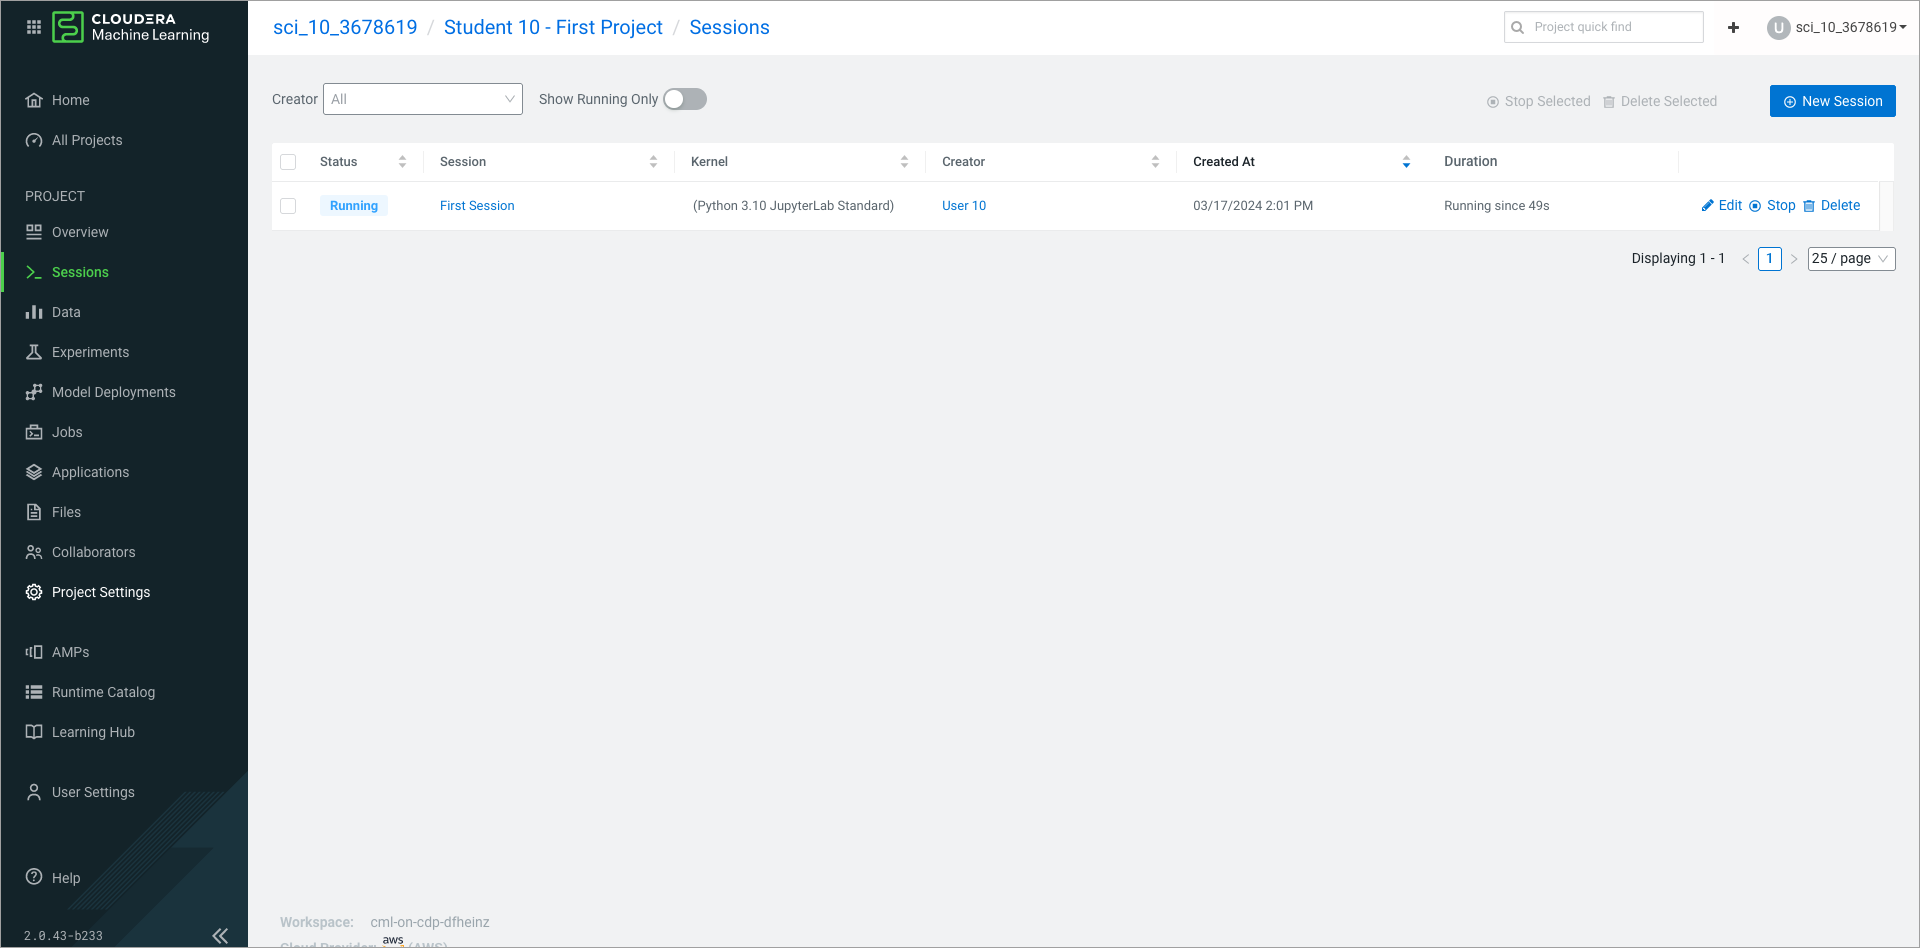 CLOUDERA
Machine Learning
sci_10_3678619 / Student 10 - First Project / Sessions
Project quick find
U sci_10_3678619
Home
All Projects
PROJECT
Overview
Sessions
Data
Experiments
Model Deployments
Jobs
Applications
Files
Collaborators
Project Settings
AMPs
Runtime Catalog
Learning Hub
User Settings
Help
2.0.43-b233
Creator All Show Running Only
Stop Selected Delete Selected New Session
Status Session Kernel Creator Created At Duration
Running First Session (Python 3.10 JupyterLab Standard) User 10 03/17/2024 2:01 PM Running since 49s Edit Stop Delete
Displaying 1 - 1 < 1 > 25 / page
Workspace: cml-on-cdp-dfheinz
Cloud Provider: aws (AWS)